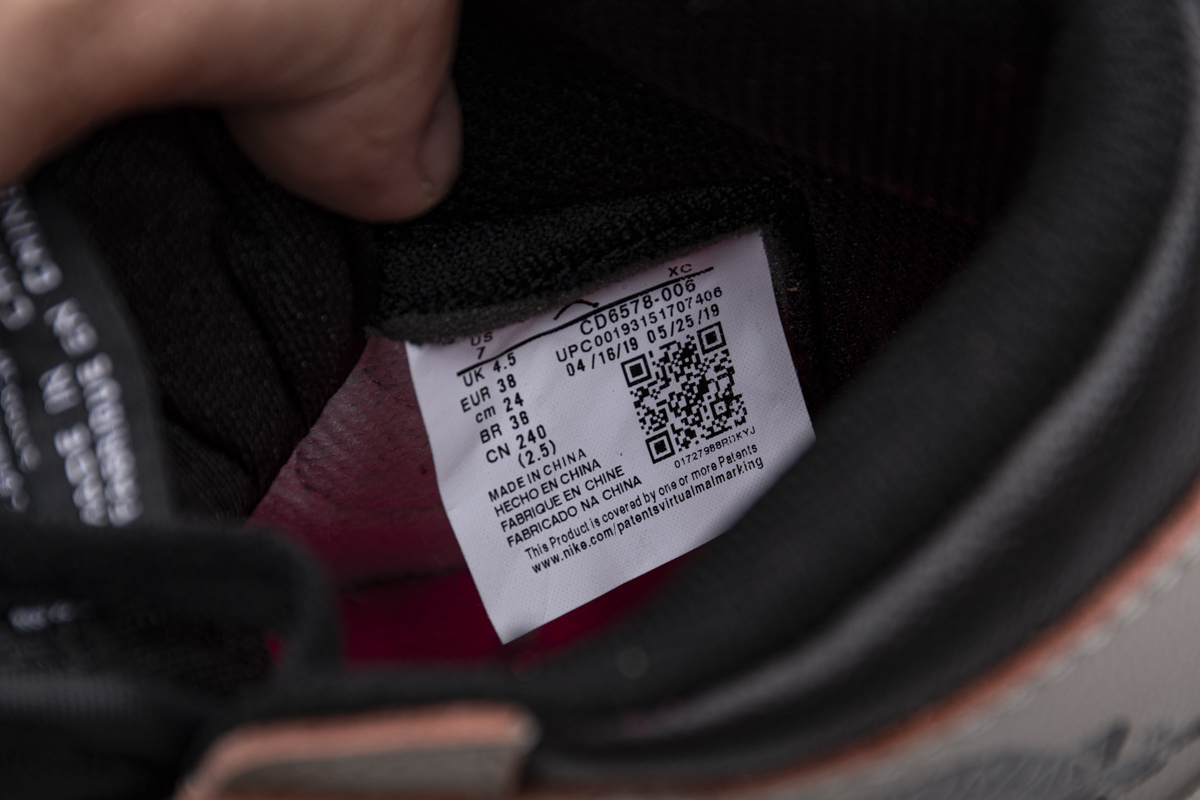 XC
US
7
UK 4.5
EUR 38
cm 24
BR 38
CN 240
(2.5)
CD6578-006
UPC00193151707406
04/16/19 05/25/19
MADE IN CHINA
HECHO EN CHINA
FABRIQUE EN CHINE
FABRICADO NA CHINA
This Product is covered by one or more Patents
www.nike.com/patentsvirtualmalmarking